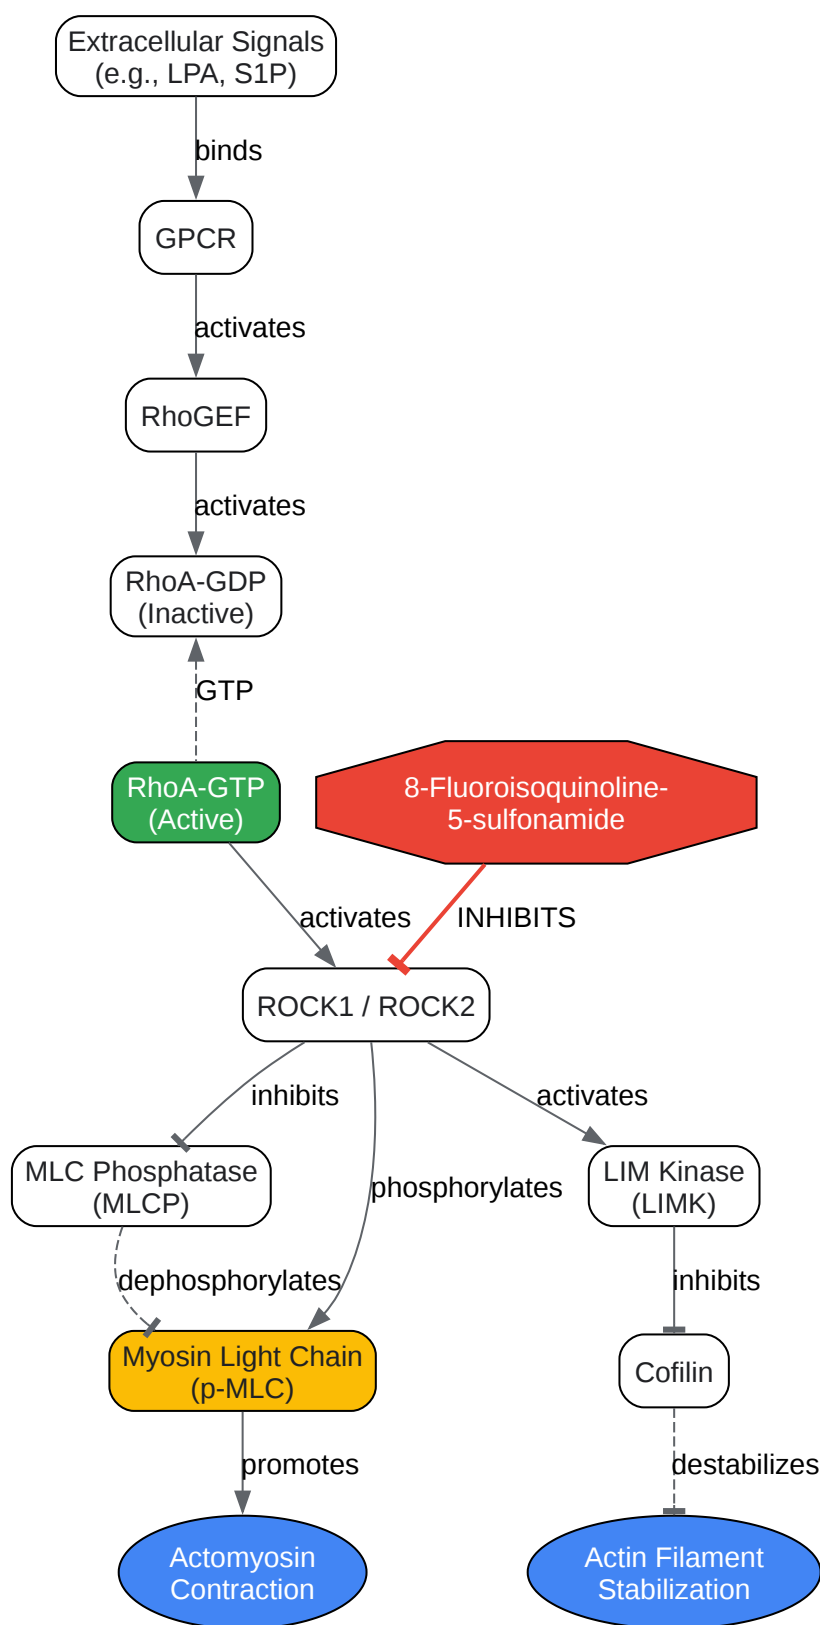 Extracellular Signals
(e.g., LPA, S1P)
binds
GPCR
activates
RhoGEF
activates
RhoA-GDP
(Inactive)
GTP
RhoA-GTP
(Active)
8-Fluoroisoquinoline-
5-sulfonamide
activates
INHIBITS
ROCK1 / ROCK2
inhibits
activates
MLC Phosphatase
(MLCP)
phosphorylates
LIM Kinase
(LIMK)
dephosphorylates
inhibits
Myosin Light Chain
(p-MLC)
Cofilin
promotes
destabilizes
Actomyosin
Contraction
Actin Filament
Stabilization